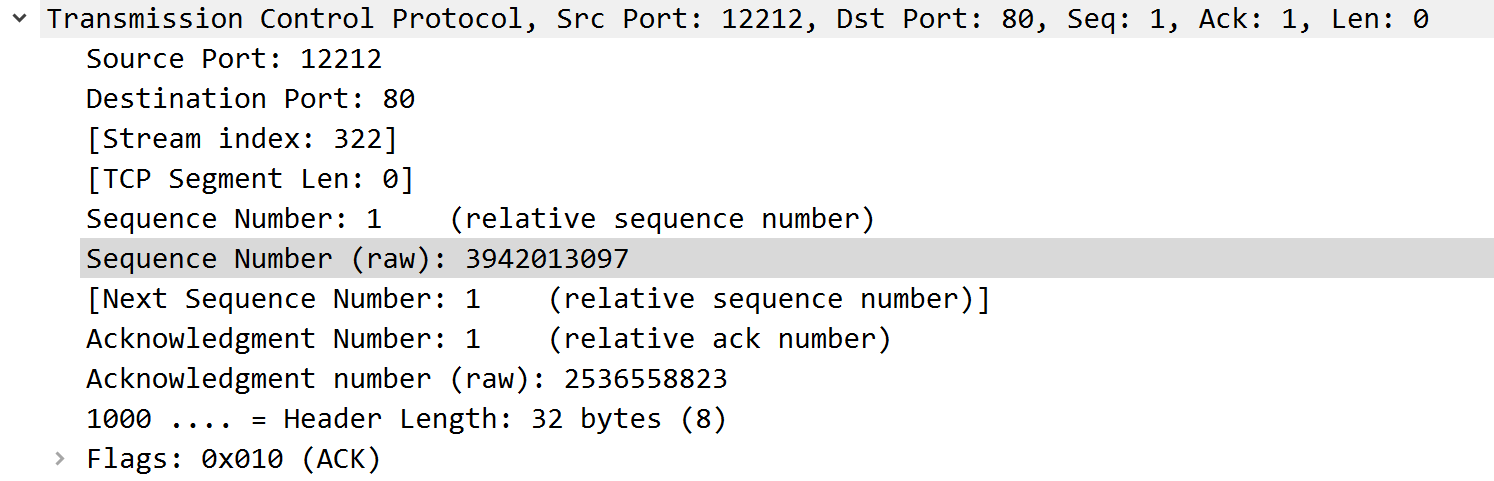 Transmission Control Protocol, Src Port: 12212, Dst Port: 80, Seq: 1, Ack: 1, Len: 0
Source Port: 12212
Destination Port: 80
[Stream index: 322]
[TCP Segment Len: 0]
Sequence Number: 1    (relative sequence number)
Sequence Number (raw): 3942013097
[Next Sequence Number: 1    (relative sequence number)]
Acknowledgment Number: 1    (relative ack number)
Acknowledgment number (raw): 2536558823
1000 .... = Header Length: 32 bytes (8)
Flags: 0x010 (ACK)